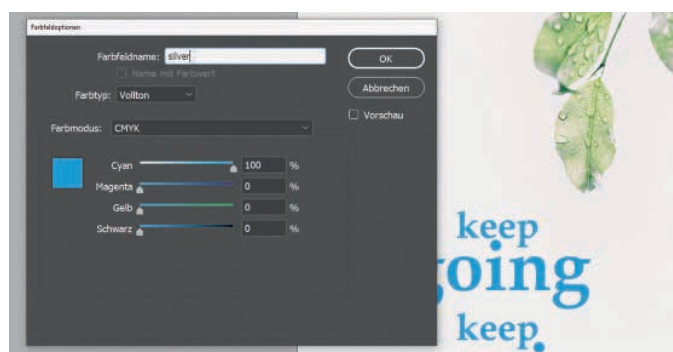 Farbfeldoptionen
Farbfeldname: silver
Name mit Farbwert
Farbtyp: Vollton
Farbmodus: CMYK
Cyan 100 %
Magenta 0 %
Gelb 0 %
Schwarz 0 %
OK
Abbrechen
Vorschau
keep
going
keep